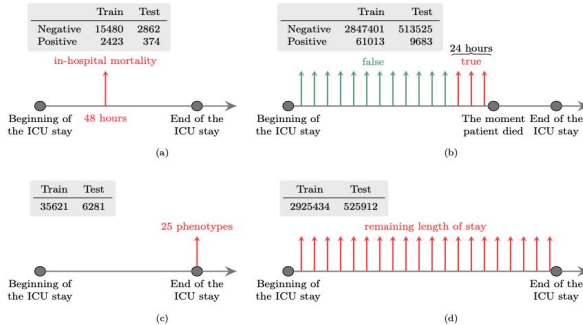 Train Test
Negative 15480 2862
Positive 2423 374
in-hospital mortality
48 hours
Beginning of
the ICU stay
End of the
ICU stay
(a)
Train Test
Negative 2847401 513525
Positive 61013 9683
24 hours
false
true
Beginning of
the ICU stay
The moment
patient died
End of the
ICU stay
(b)
Train Test
35621 6281
25 phenotypes
Beginning of
the ICU stay
End of the
ICU stay
(c)
Train Test
2925434 525912
remaining length of stay
Beginning of
the ICU stay
End of the
ICU stay
(d)